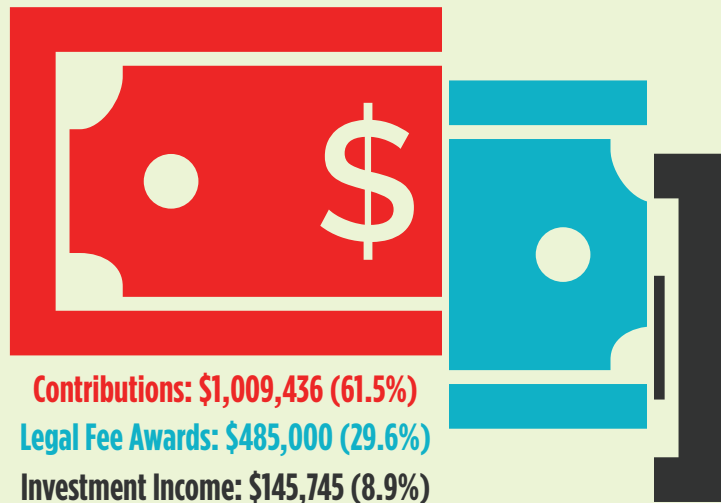 $
Contributions: $1,009,436 (61.5%)
Legal Fee Awards: $485,000 (29.6%)
Investment Income: $145,745 (8.9%)